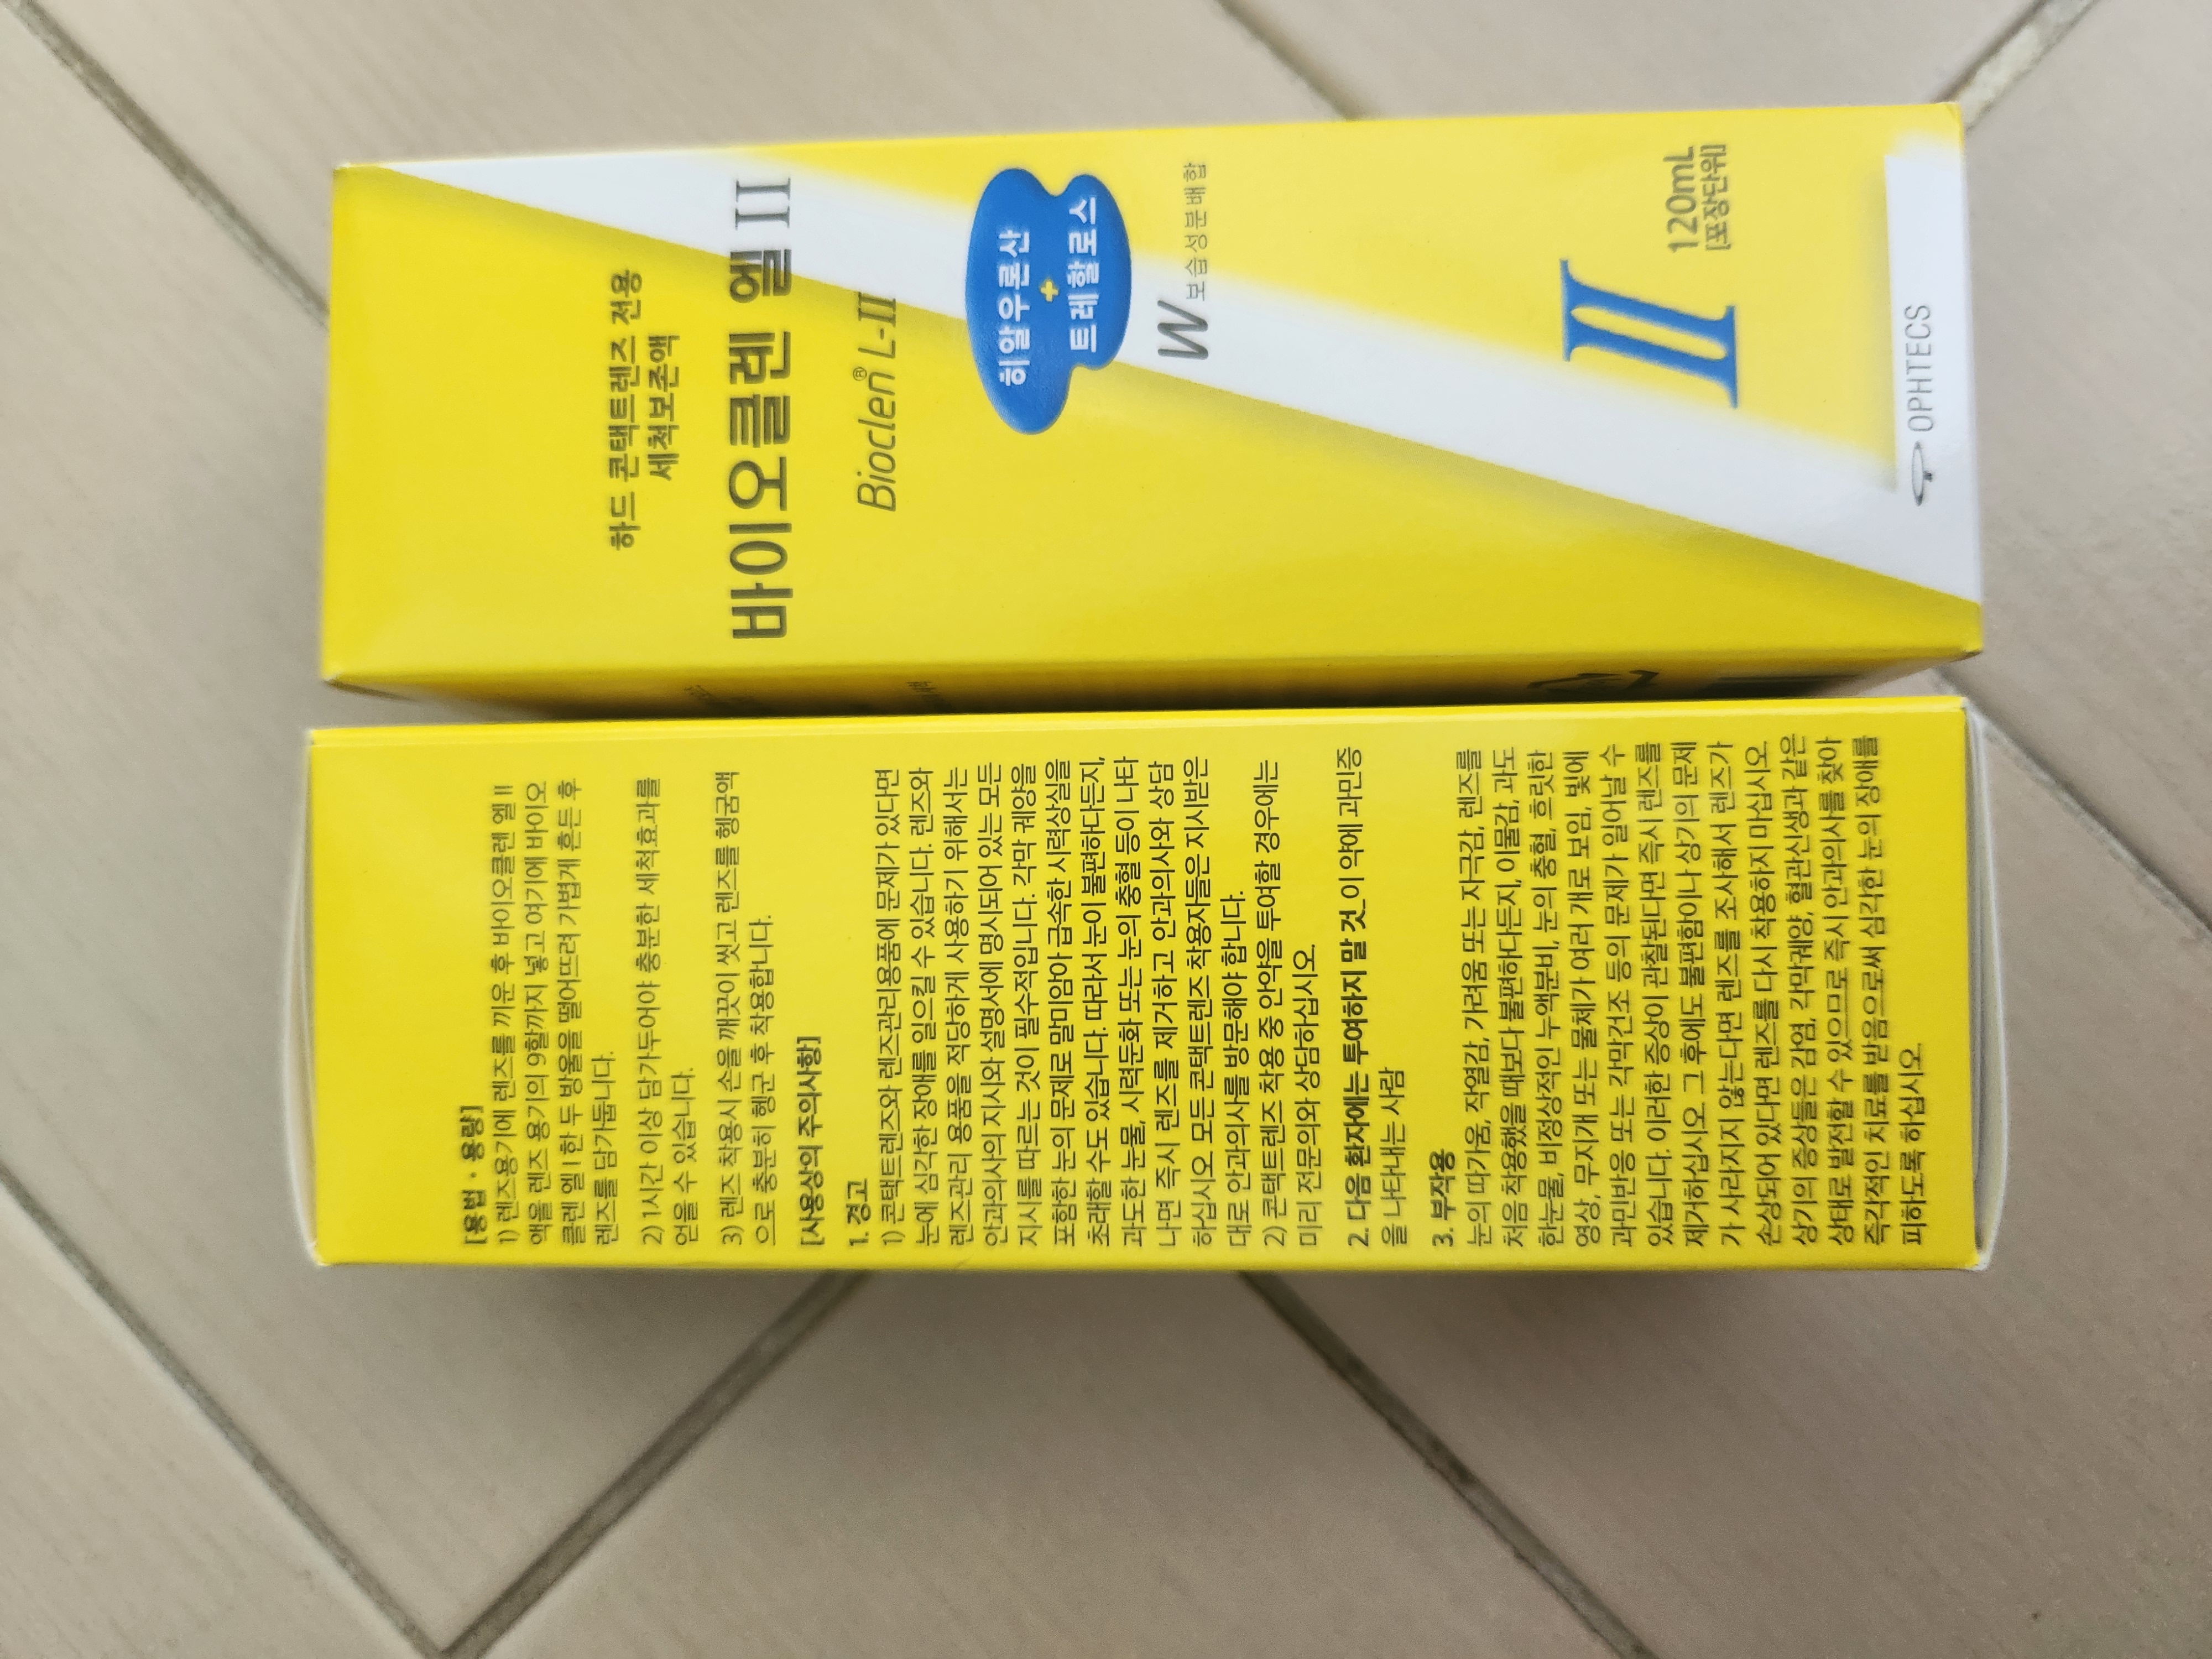 하드 콘택트렌즈 전용
세척보존액
바이오클렌 엘 II
Bioclen® L-II
히알우론산
+
트레할로스
W 보습성분배합
II
120mL
[포장단위]
OPHTECS
[용법 · 용량]
1) 렌즈용기에 렌즈를 끼운 후 바이오클렌 엘 II
액을 렌즈 용기의 9할까지 넣고 여기에 바이오
클렌 엘 I 한 두 방울을 떨어뜨려 가볍게 흔든 후
렌즈를 담가둡니다.
2) 1시간 이상 담가두어야 충분한 세척효과를
얻을 수 있습니다.
3) 렌즈 착용시 손을 깨끗이 씻고 렌즈를 헹굼액
으로 충분히 헹군 후 착용합니다.
[사용상의 주의사항]
1. 경고
1) 콘택트렌즈와 렌즈관리용품에 문제가 있다면
눈에 심각한 장애를 일으킬 수 있습니다. 렌즈와
렌즈관리 용품을 적당하게 사용하기 위해서는
안과의사의 지시와 설명서에 명시되어 있는 모든
지시를 따르는 것이 필수적입니다. 각막 궤양을
포함한 눈의 문제로 말미암아 급속한 시력상실을
초래할 수도 있습니다. 따라서 눈이 불편하다든지,
과도한 눈물, 시력둔화 또는 눈의 충혈 등이 나타
나면 즉시 렌즈를 제거하고 안과의사와 상담
하십시오. 모든 콘택트렌즈 착용자들은 지시받은
대로 안과의사를 방문해야 합니다.
2) 콘택트렌즈 착용 중 안약을 투여할 경우에는
미리 전문의와 상담하십시오.
2. 다음 환자에는 투여하지 말 것 이 약에 과민증
을 나타내는 사람
3. 부작용
눈의 따가움, 작열감, 가려움 또는 자극감, 렌즈를
처음 착용했을 때보다 불편하다든지, 이물감, 과도
한눈물, 비정상적인 누액분비, 눈의 충혈, 흐릿한
영상, 무지개 또는 물체가 여러 개로 보임, 빛에
과민반응 또는 각막건조 등의 문제가 일어날 수
있습니다. 이러한 증상이 관찰된다면 즉시 렌즈를
제거하십시오. 그 후에도 불편함이나 상기의 문제
가 사라지지 않는다면 렌즈를 조사해서 렌즈가
손상되어 있다면 렌즈를 다시 착용하지 마십시오.
상기의 증상들은 감염, 각막궤양, 혈관신생과 같은
상태로 발전할 수 있으므로 즉시 안과의사를 찾아
즉각적인 치료를 받음으로써 심각한 눈의 장애를
피하도록 하십시오.